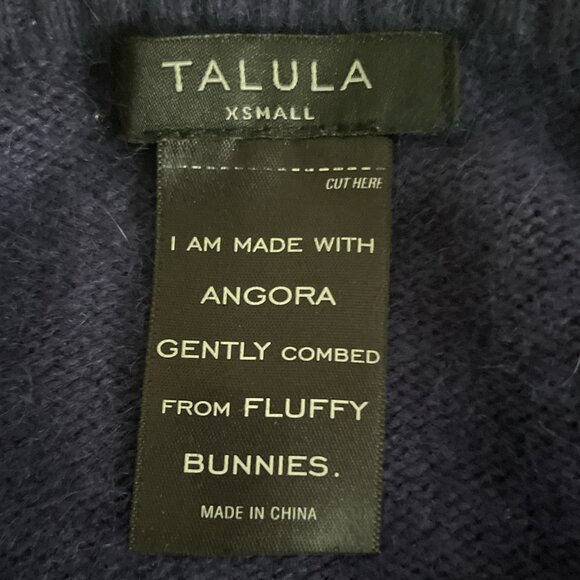 TALULA
XSMALL
CUT HERE
I AM MADE WITH
ANGORA
GENTLY COMBED
FROM FLUFFY
BUNNIES.
MADE IN CHINA